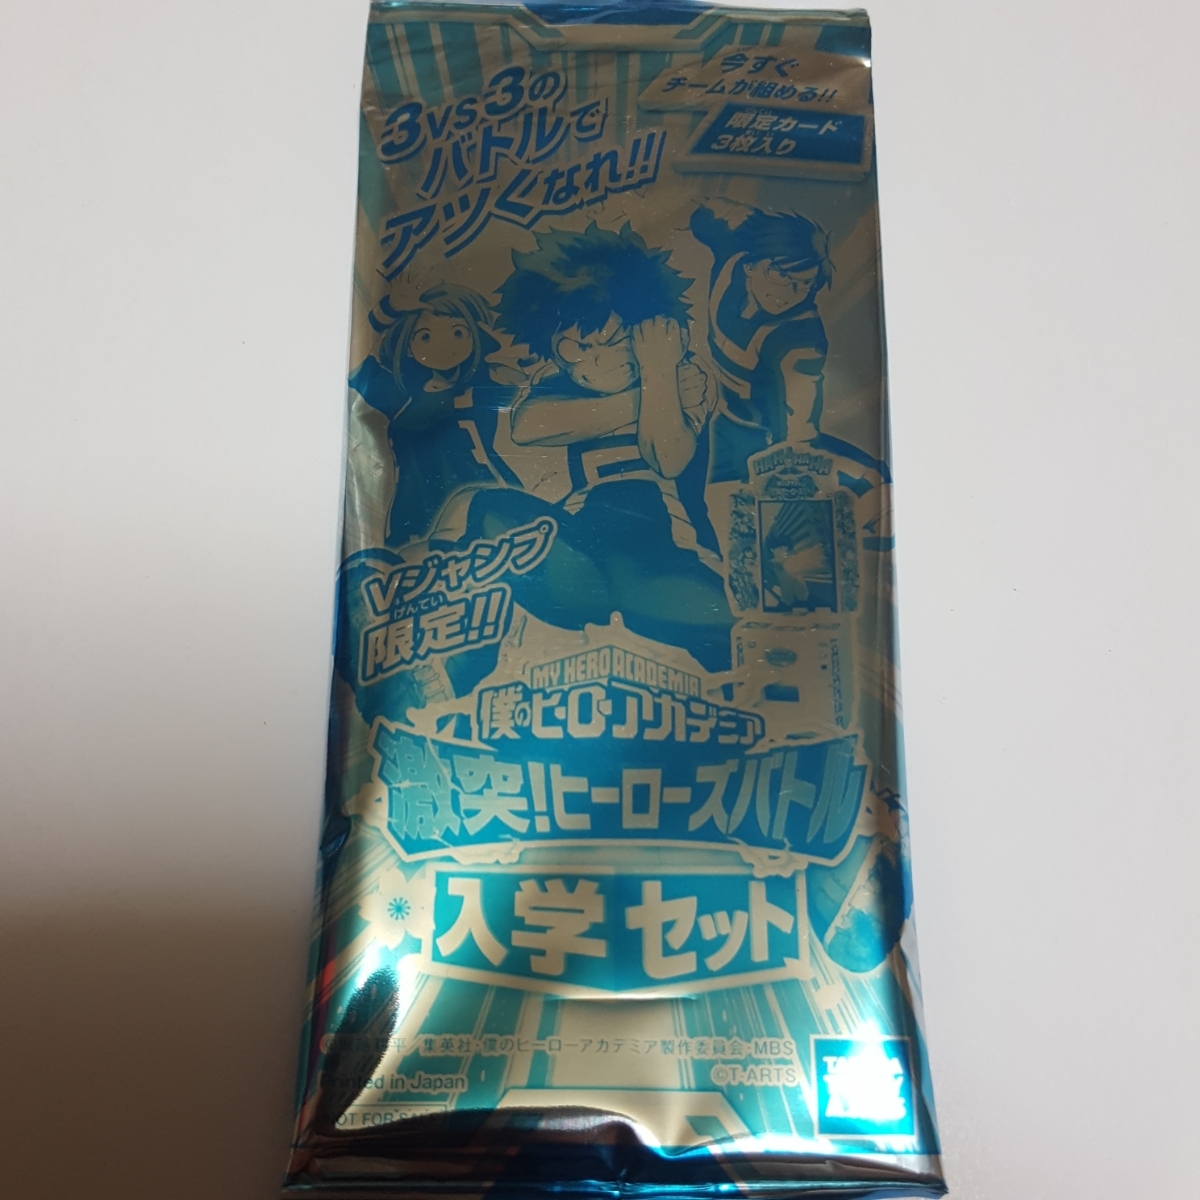 3vs3の
バトルで
アツくなれ!!
今すぐ
チームが組める!!
限定カード
3枚入り
Vジャンプ
げんてい
限定!!
MY HERO ACADEMIA
僕のヒーローアカデミア
激突!ヒーローズバトル
入学 セット
平/集英社・僕のヒーローアカデミア製作委員会・MBS
Printed in Japan
©T-ARTS
NOT FOR SALE